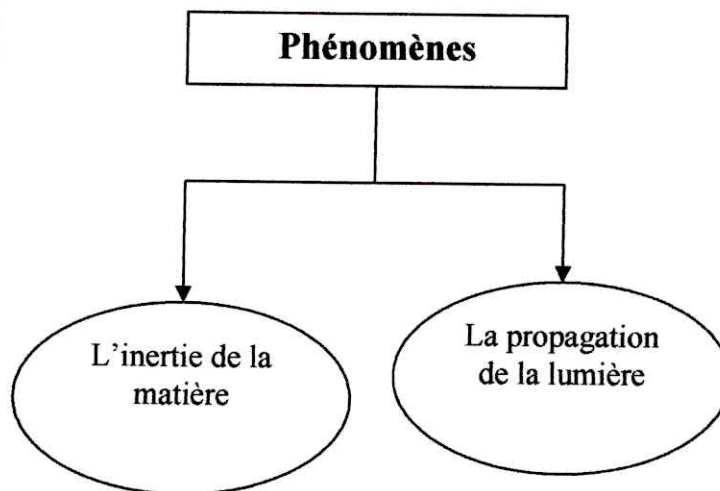 Phénomènes
L'inertie de la
matière
La propagation
de la lumière